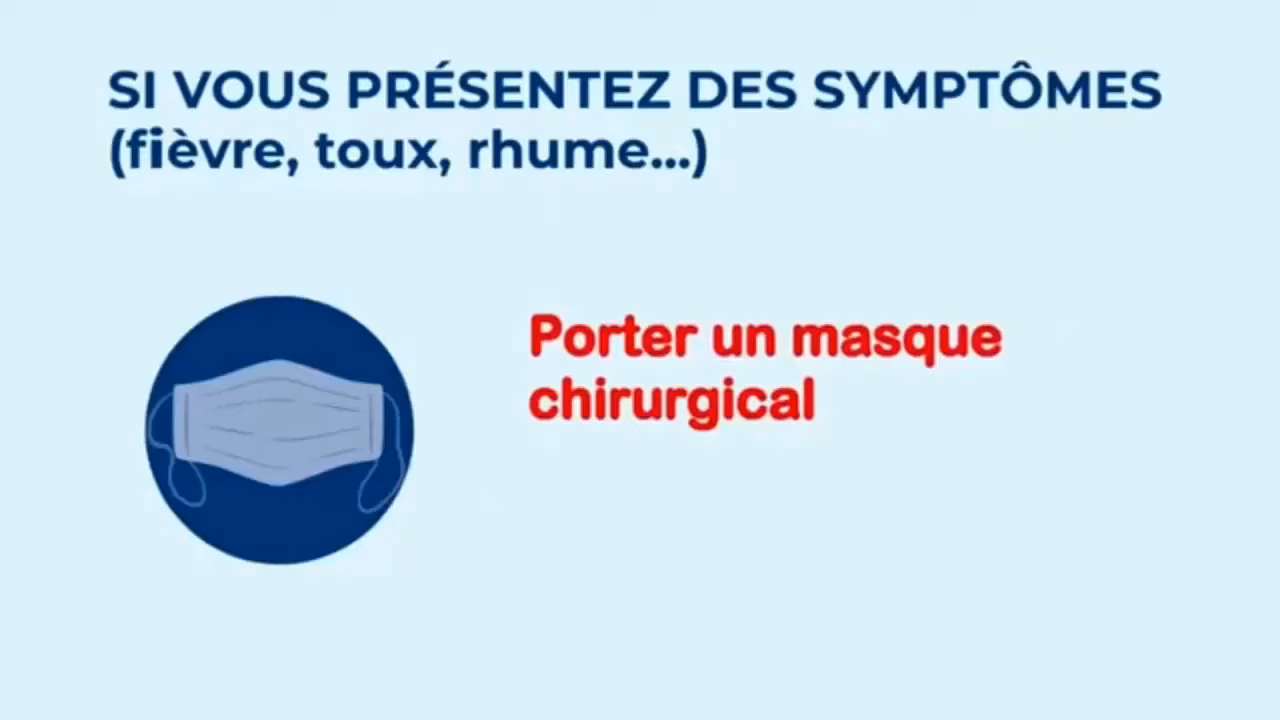 SI VOUS PRÉSENTEZ DES SYMPTÔMES
(fièvre, toux, rhume...)
Porter un masque
chirurgical